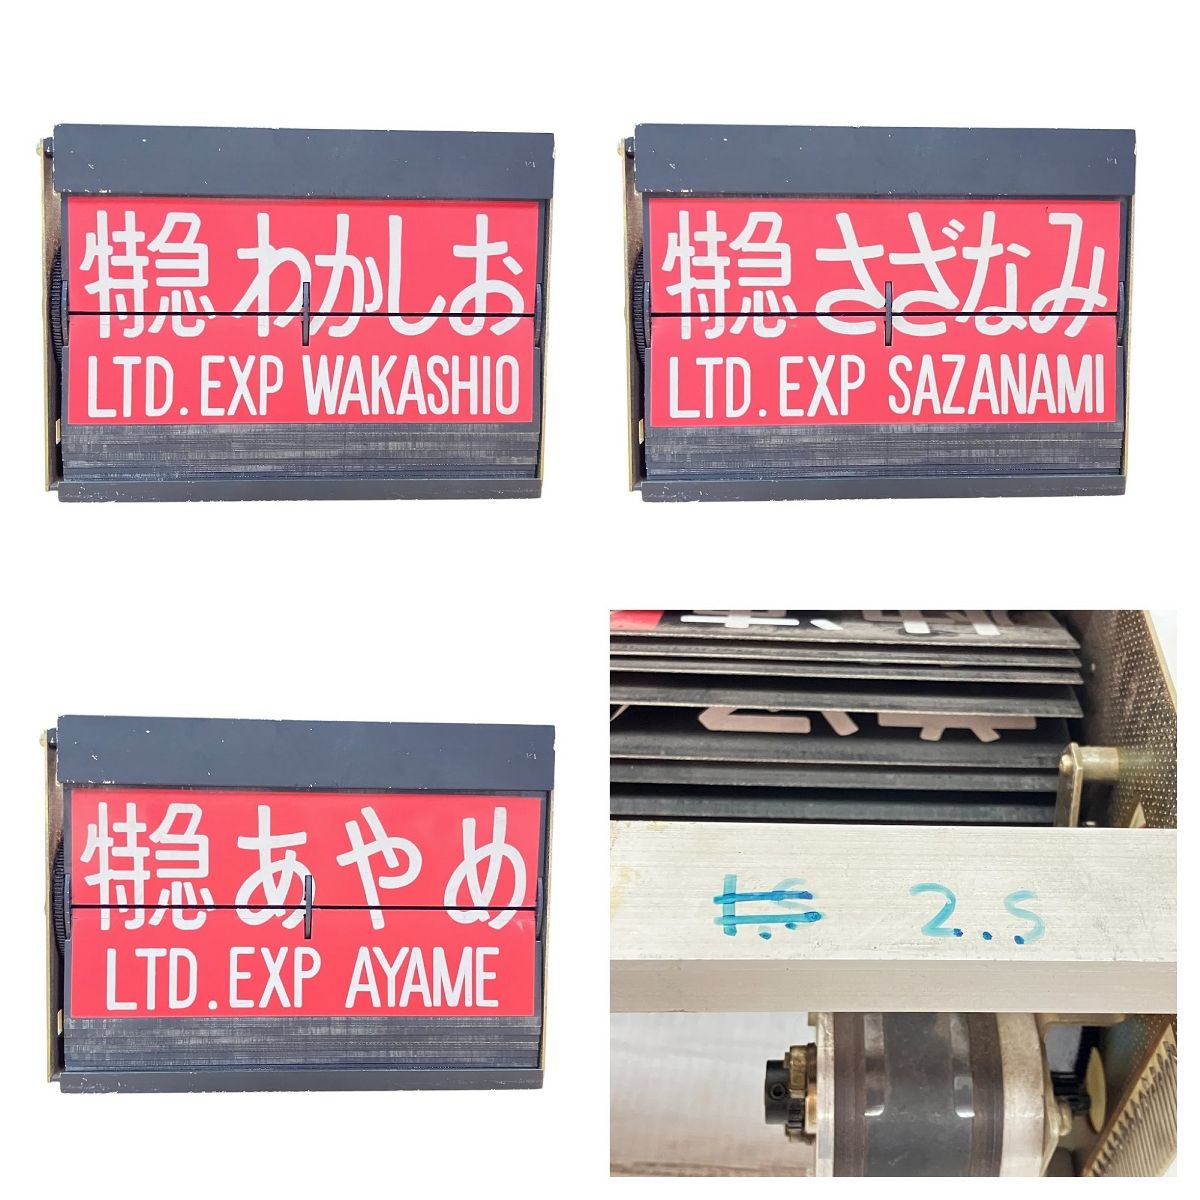 特急 わかしお
LTD. EXP WAKASHIO
特急 さざなみ
LTD. EXP SAZANAMI
特急 あやめ
LTD. EXP AYAME
2..S